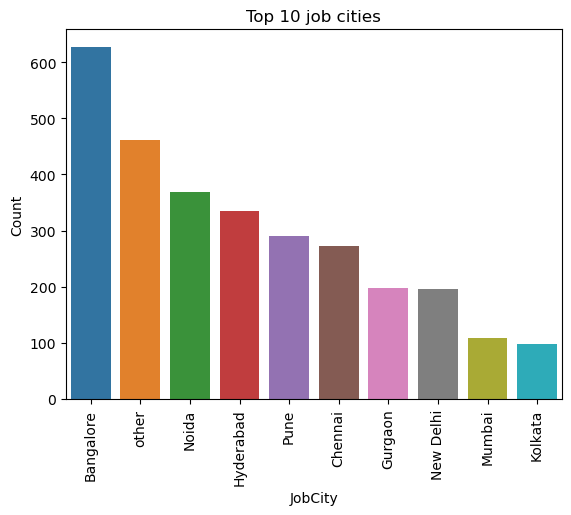 Top 10 job cities
Count
600
500
400
300
200
100
0
Bangalore
other
Noida
Hyderabad
Pune
Chennai
Gurgaon
New Delhi
Mumbai
Kolkata
JobCity